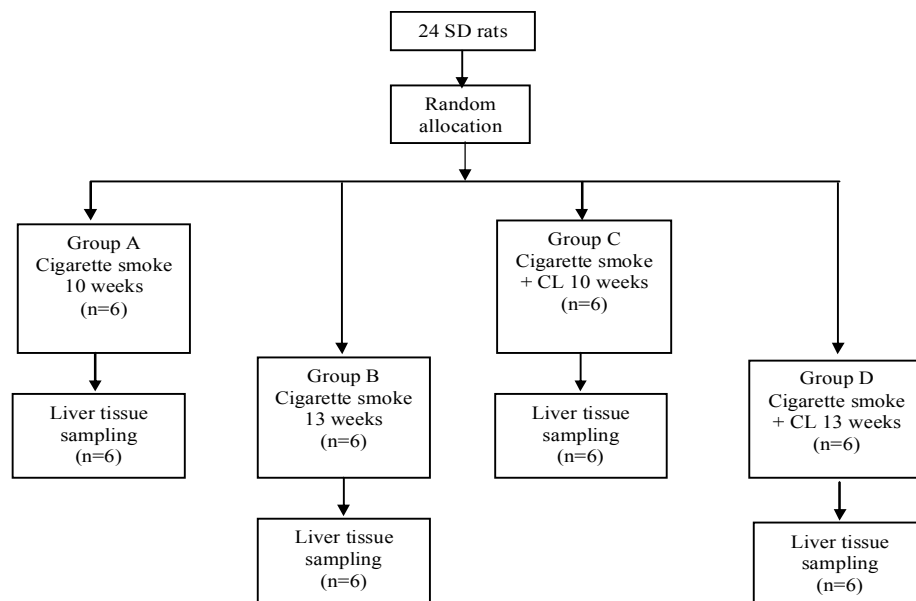 24 SD rats
Random
allocation
Group A
Cigarette smoke
10 weeks
(n=6)
Liver tissue
sampling
(n=6)
Group B
Cigarette smoke
13 weeks
(n=6)
Liver tissue
sampling
(n=6)
Group C
Cigarette smoke
+ CL 10 weeks
(n=6)
Liver tissue
sampling
(n=6)
Group D
Cigarette smoke
+ CL 13 weeks
(n=6)
Liver tissue
sampling
(n=6)